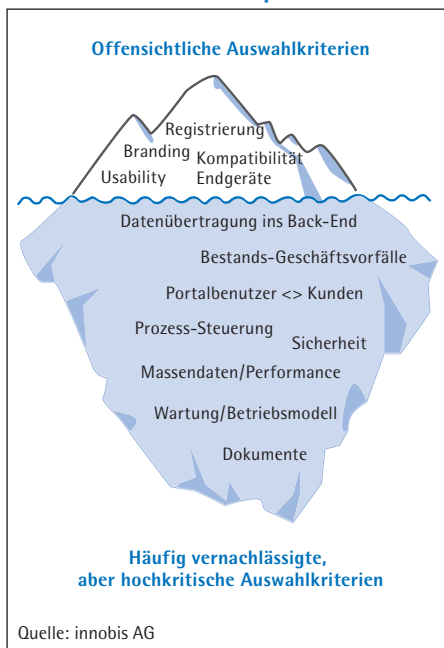 Offensichtliche Auswahlkriterien
Registrierung
Branding
Kompatibilität
Usability
Endgeräte
Datenübertragung ins Back-End
Bestands-Geschäftsvorfälle
Portalbenutzer <> Kunden
Prozess-Steuerung
Sicherheit
Massendaten/Performance
Wartung/Betriebsmodell
Dokumente
Häufig vernachlässigte,
aber hochkritische Auswahlkriterien
Quelle: innobis AG